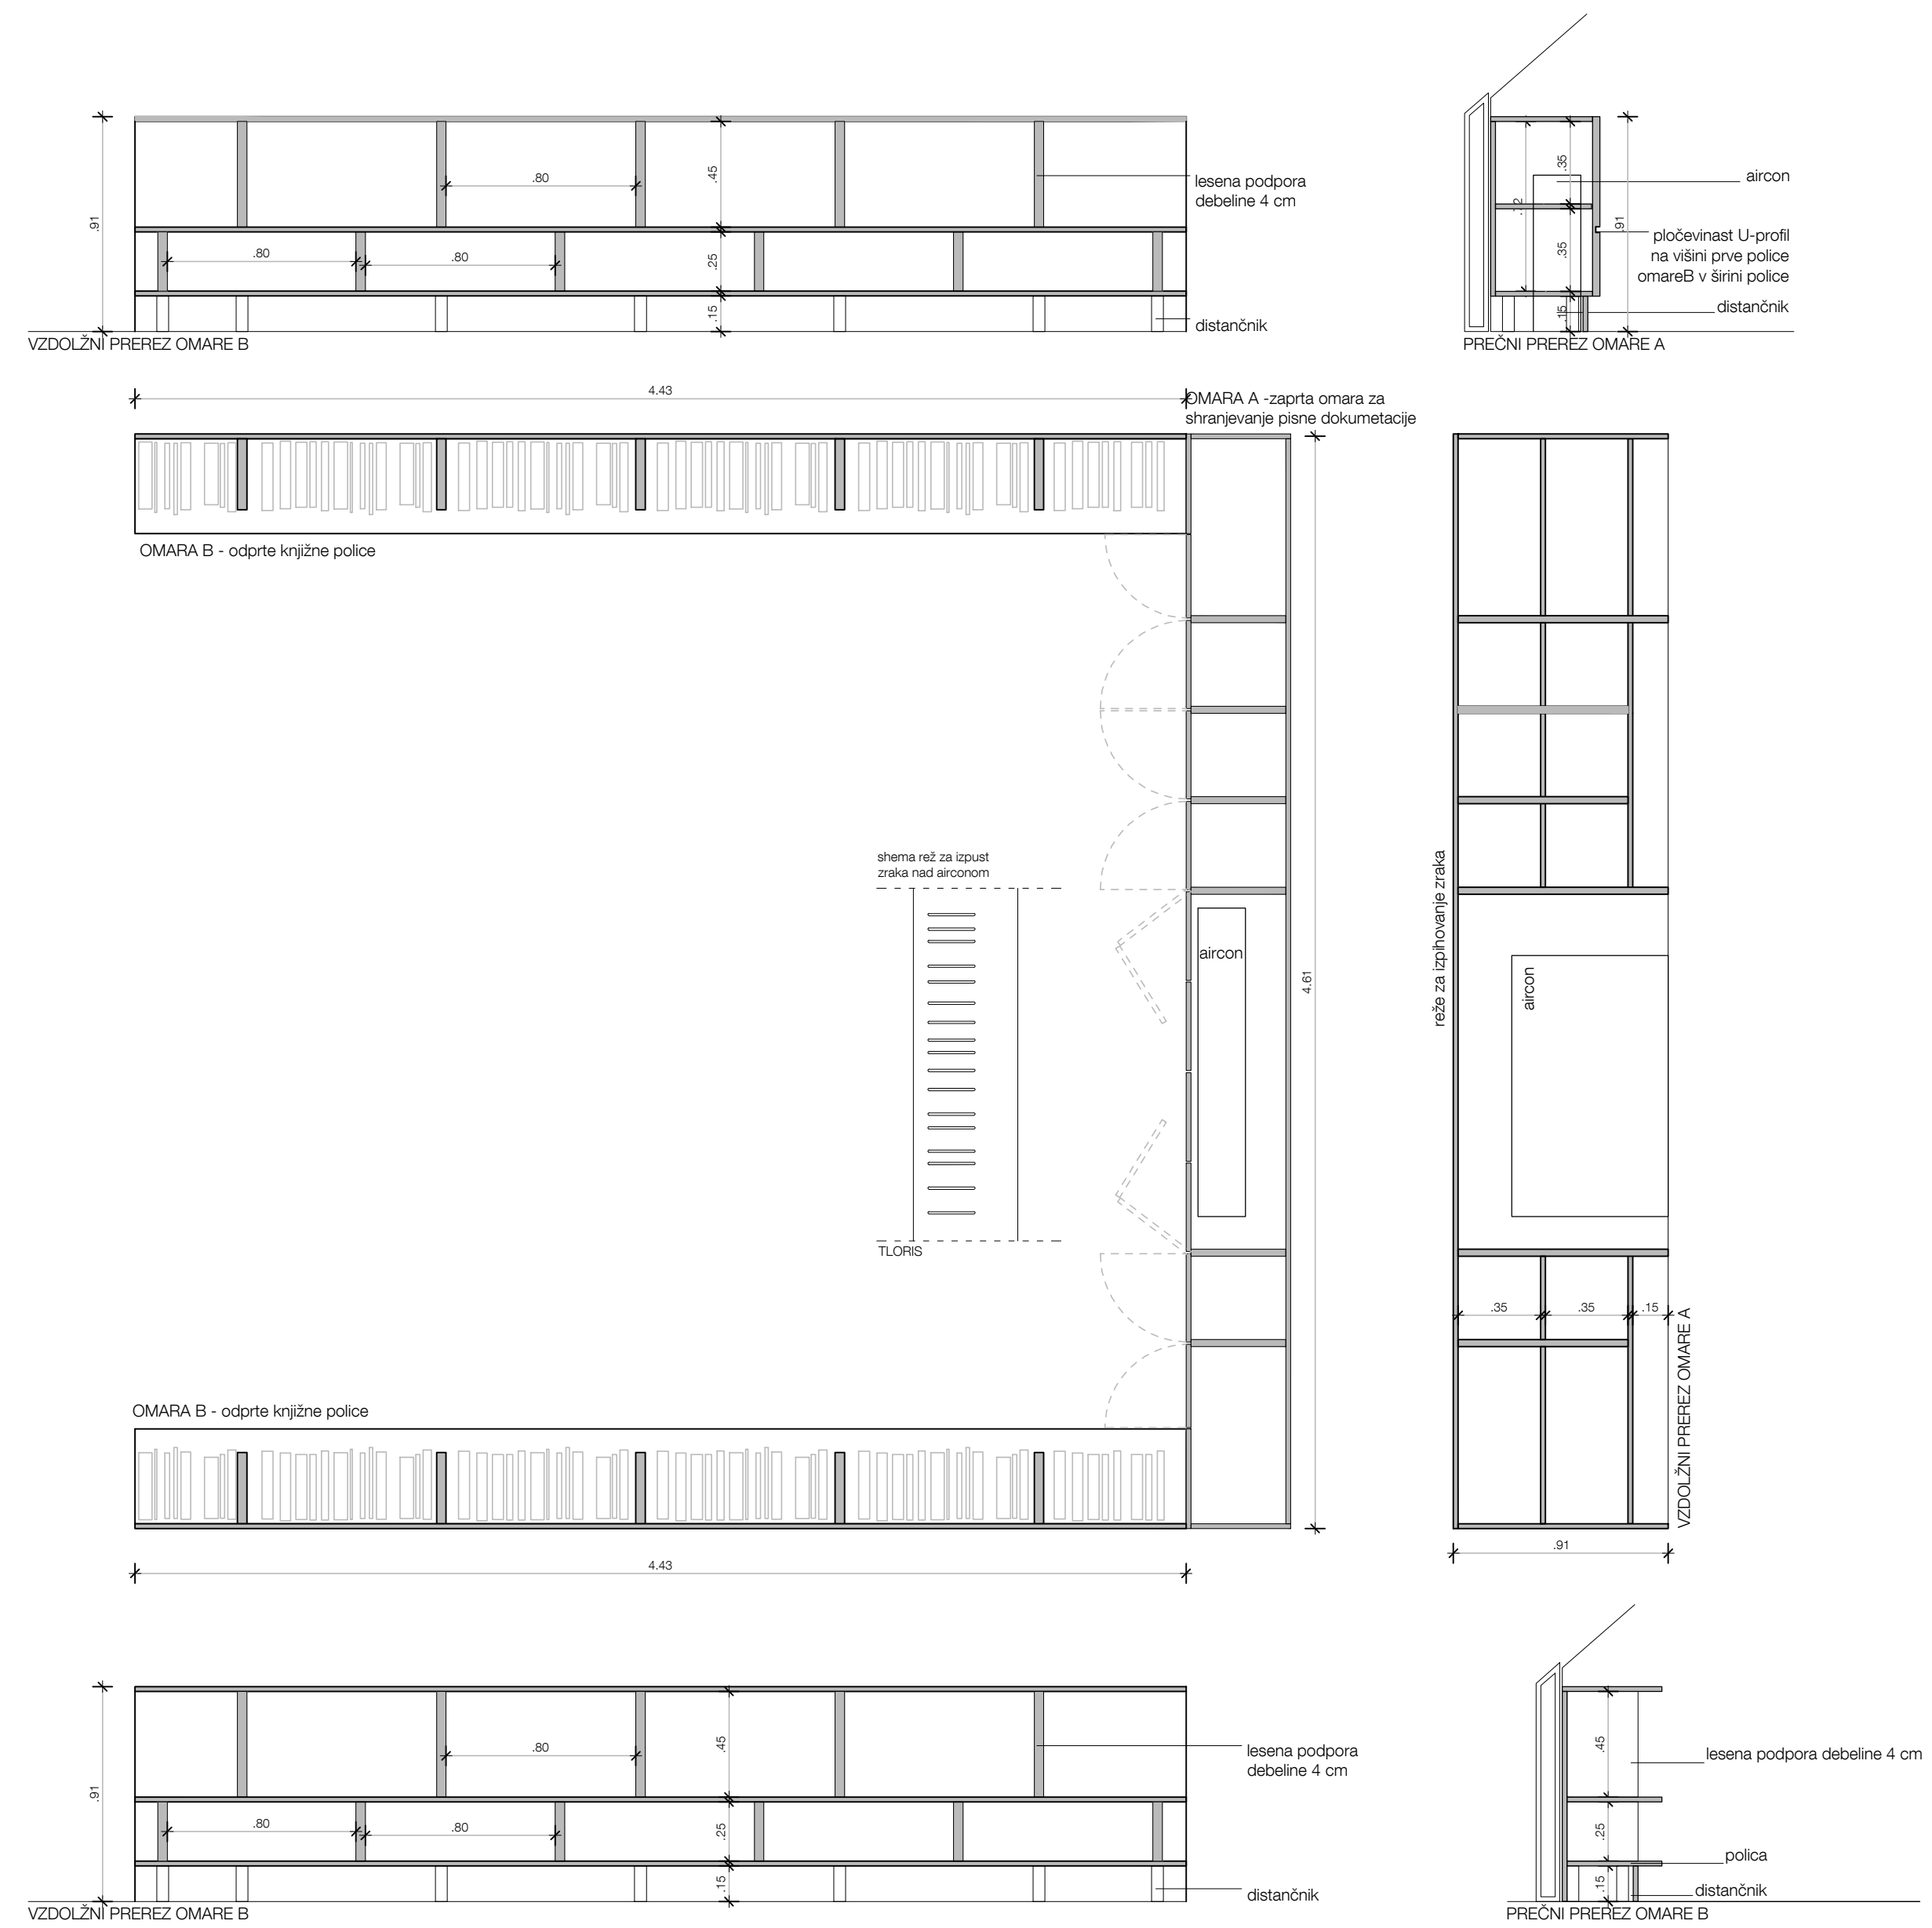 .91
.80
.45
.80
.80
.25
.15
lesena podpora
debeline 4 cm
distančnik
VZDOLŽNI PREREZ OMARE B
.35
.35
.15
.91
aircon
pločevinast U-profil
na višini prve police
omareB v širini police
distančnik
PREČNI PREREZ OMARE A
4.43
OMARA A -zaprta omara za
shranjevanje pisne dokumetacije
OMARA B - odprte knjižne police
shema rež za izpust
zraka nad airconom
TLORIS
aircon
4.61
reže za izpihovanje zraka
aircon
.35
.35
.15
VZDOLŽNI PREREZ OMARE A
.91
OMARA B - odprte knjižne police
4.43
.91
.80
.45
.80
.80
.25
.15
lesena podpora
debeline 4 cm
distančnik
VZDOLŽNI PREREZ OMARE B
.45
.25
.15
lesena podpora debeline 4 cm
polica
distančnik
PREČNI PREREZ OMARE B